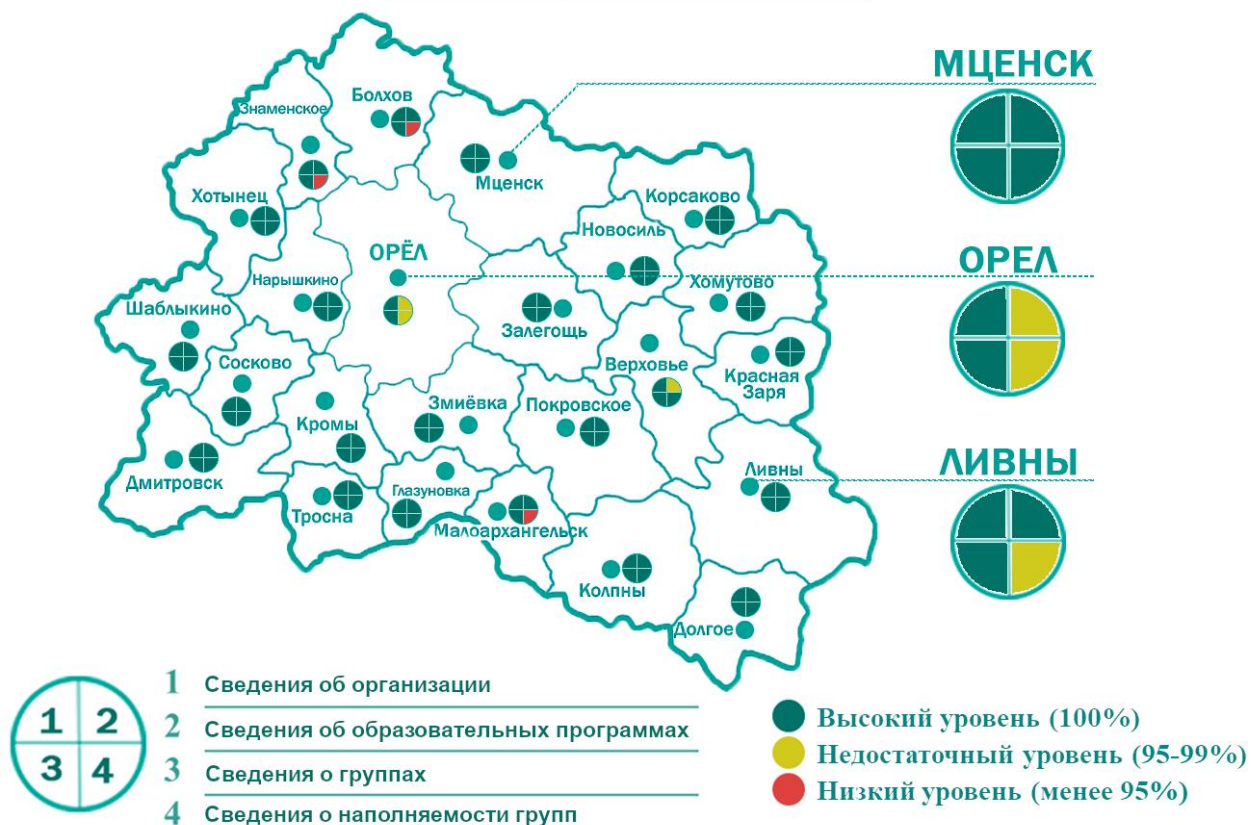 МЦЕНСК
Болхов
Знаменское
Мценск
Хотынец
Корсаково
Новосиль
ОРЁЛ
ОРЕЛ
Нарышкино
Хомутово
Шаблыкино
Залегощь
Сосково
Верховье
Красная
Заря
Змиёвка
Покровское
Кромы
ЛИВНЫ
Ливны
Дмитровск
Глазуновка
Тросна
Малоархангельск
Колпны
Долгое
1 Сведения об организации
2 Сведения об образовательных программах
3 Сведения о группах
4 Сведения о наполняемости групп
1 2
3 4
Высокий уровень (100%)
Недостаточный уровень (95-99%)
Низкий уровень (менее 95%)